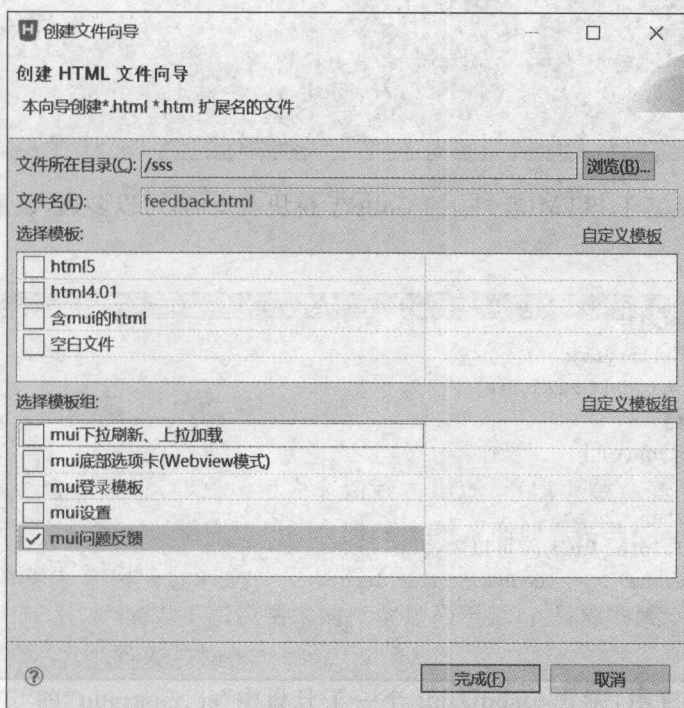 创建文件向导
创建 HTML 文件向导
本向导创建*.html *.htm 扩展名的文件
文件所在目录(C): /sss 浏览(B)...
文件名(F): feedback.html
选择模板: 自定义模板
html5
html4.01
含mui的html
空白文件
选择模板组: 自定义模板组
mui下拉刷新、上拉加载
mui底部选项卡(Webview模式)
mui登录模板
mui设置
mui问题反馈
完成(F) 取消